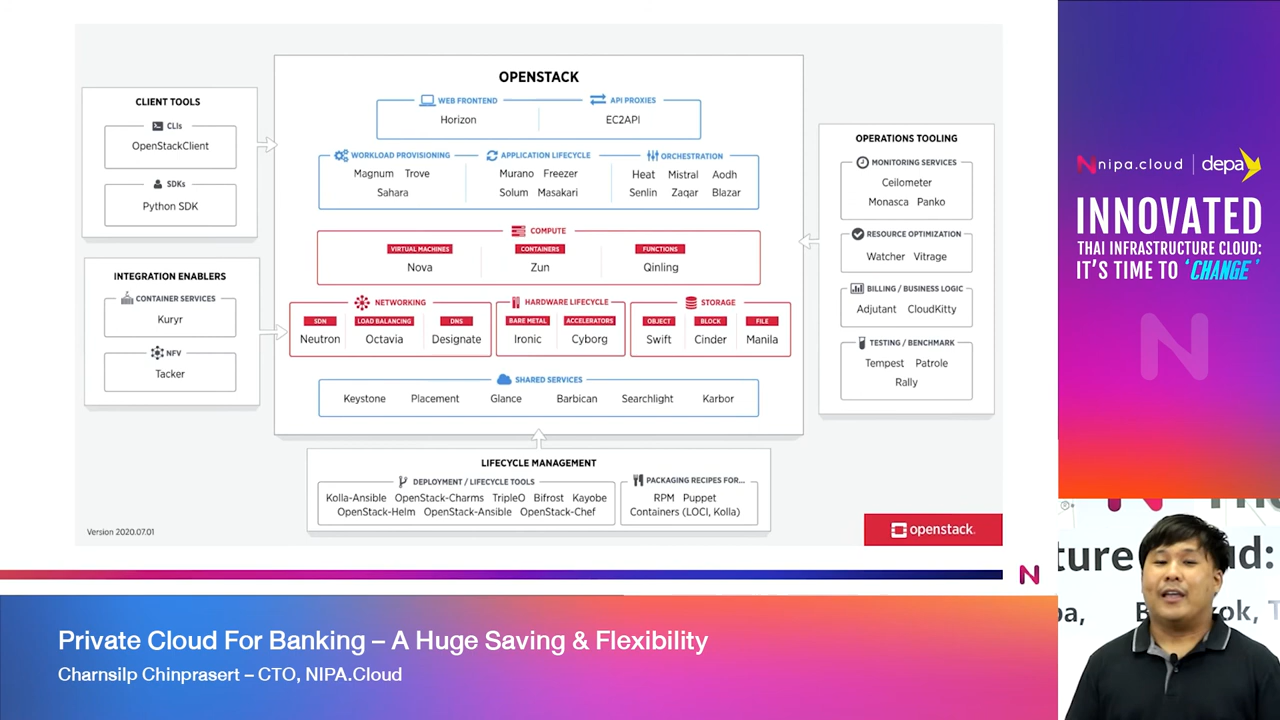 OPENSTACK
WEB FRONTEND
Horizon
API PROXIES
EC2API
WORKLOAD PROVISIONING
Magnum Trove
Sahara
APPLICATION LIFECYCLE
Murano Freezer
Solum Masakari
ORCHESTRATION
Heat Mistral Aodh
Senlin Zaqar Blazar
COMPUTE
VIRTUAL MACHINES
Nova
CONTAINERS
Zun
FUNCTIONS
Qinling
NETWORKING
SDN
Neutron
LOAD BALANCING
Octavia
DNS
Designate
HARDWARE LIFECYCLE
BARE METAL
Ironic
ACCELERATORS
Cyborg
STORAGE
OBJECT
Swift
BLOCK
Cinder
FILE
Manila
SHARED SERVICES
Keystone Placement Glance Barbican Searchlight Karbor
CLIENT TOOLS
CLIs
OpenStackClient
SDKs
Python SDK
INTEGRATION ENABLERS
CONTAINER SERVICES
Kuryr
NFV
Tacker
OPERATIONS TOOLING
MONITORING SERVICES
Ceilometer
Monasca Panko
RESOURCE OPTIMIZATION
Watcher Vitrage
BILLING / BUSINESS LOGIC
Adjutant CloudKitty
TESTING / BENCHMARK
Tempest Patrole
Rally
LIFECYCLE MANAGEMENT
DEPLOYMENT / LIFECYCLE TOOLS
Kolla-Ansible OpenStack-Charms TripleO Bifrost Kayobe
OpenStack-Helm OpenStack-Ansible OpenStack-Chef
PACKAGING RECIPES FOR...
RPM Puppet
Containers (LOCI, Kolla)
Version 2020.07.01
openstack.
nipa.cloud | depa
INNOVATED
THAI INFRASTRUCTURE CLOUD:
IT'S TIME TO 'CHANGE'
Private Cloud For Banking – A Huge Saving & Flexibility
Charnsilp Chinprasert – CTO, NIPA.Cloud